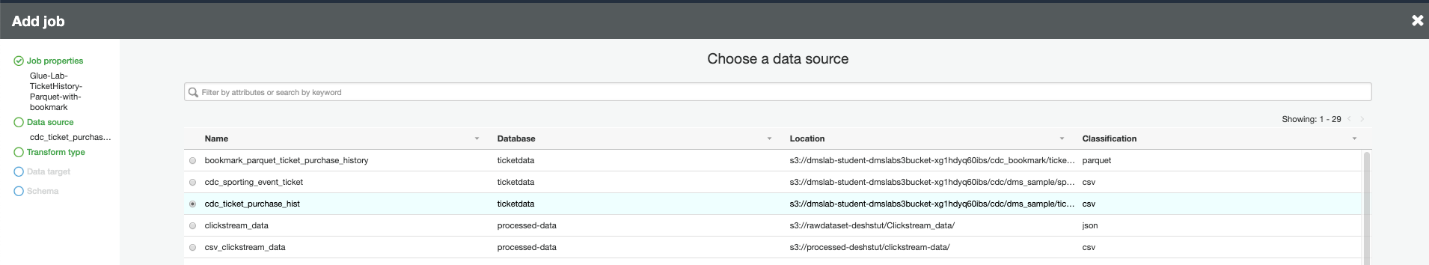 Add job
Job properties
Glue-Lab-
TicketHistory-
Parquet-with-
bookmark
Data source
cdc_ticket_purchas...
Transform type
Data target
Schema
Choose a data source
Filter by attributes or search by keyword
Showing: 1 - 29
Name Database Location Classification
bookmark_parquet_ticket_purchase_history ticketdata s3://dmslab-student-dmslabs3bucket-xg1hdyq60ibs/cdc_bookmark/ticke... parquet
cdc_sporting_event_ticket ticketdata s3://dmslab-student-dmslabs3bucket-xg1hdyq60ibs/cdc/dms_sample/sp... csv
cdc_ticket_purchase_hist ticketdata s3://dmslab-student-dmslabs3bucket-xg1hdyq60ibs/cdc/dms_sample/tic... csv
clickstream_data processed-data s3://rawdataset-deshstut/Clickstream_data/ json
csv_clickstream_data processed-data s3://processed-deshstut/clickstream-data/ csv